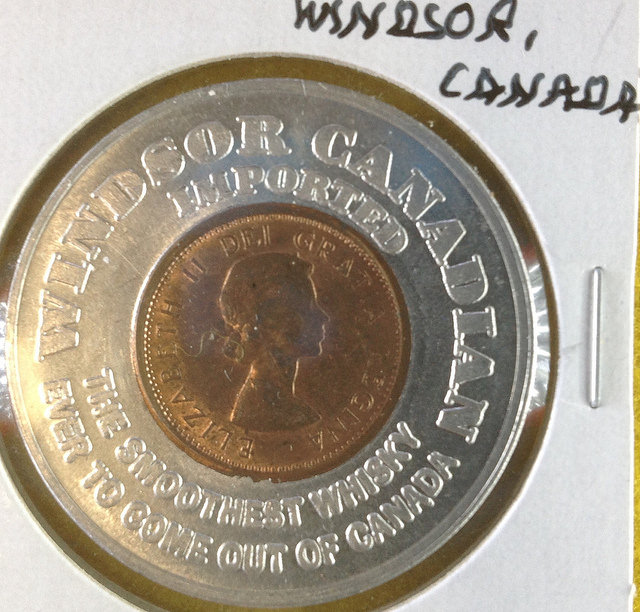 WINDSOR,
CANADA
WINDSOR CANADIAN
IMPORTED
ELIZABETH II DEI GRATIA REGINA
THE SMOOTHEST WHISKY
EVER TO COME OUT OF CANADA